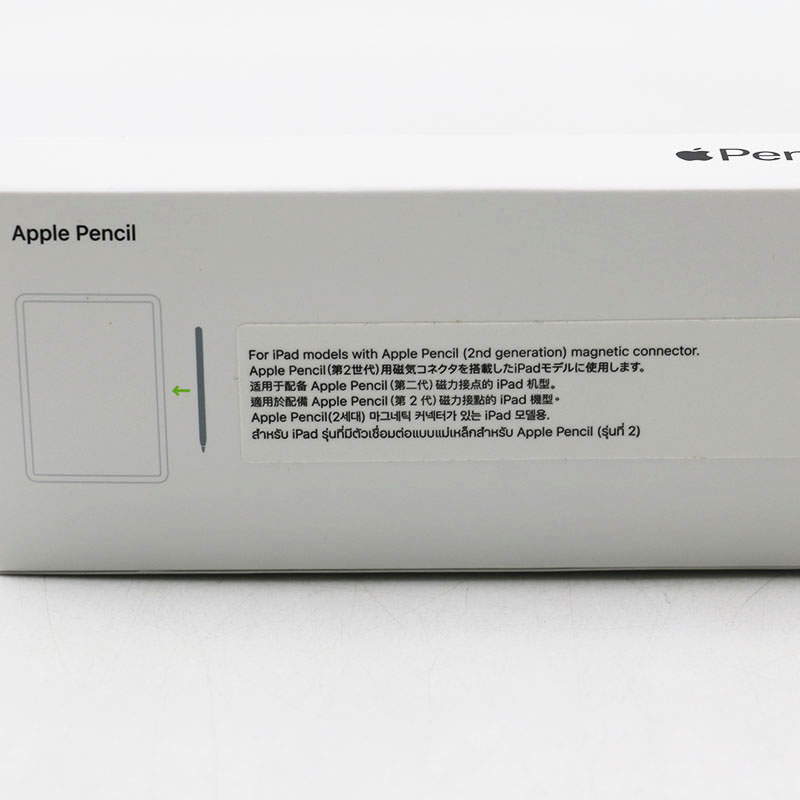 Apple Pencil
For iPad models with Apple Pencil (2nd generation) magnetic connector.
Apple Pencil(第2世代)用磁気コネクタを搭載したiPadモデルに使用します。
适用于配备 Apple Pencil(第二代)磁力接点的 iPad 机型。
適用於配備 Apple Pencil(第 2 代)磁力接點的 iPad 機型。
Apple Pencil(2세대) 마그네틱 커넥터가 있는 iPad 모델용.
สำหรับ iPad รุ่นที่มีตัวเชื่อมต่อแบบแม่เหล็กสำหรับ Apple Pencil (รุ่นที่ 2)